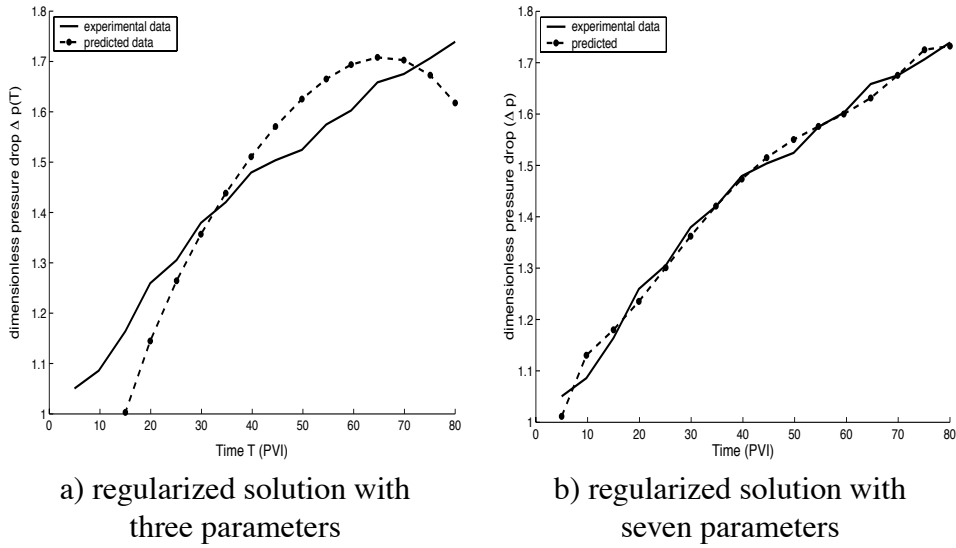 1.8
1.7
1.6
1.5
1.4
1.3
1.2
1.1
1
dimensionless pressure drop Δ p(T)
experimental data
predicted data
0 10 20 30 40 50 60 70 80
Time T (PVI)
a) regularized solution with
three parameters
1.8
1.7
1.6
1.5
1.4
1.3
1.2
1.1
1
dimensionless pressure drop (Δ p)
experimental data
predicted
0 10 20 30 40 50 60 70 80
Time (PVI)
b) regularized solution with
seven parameters